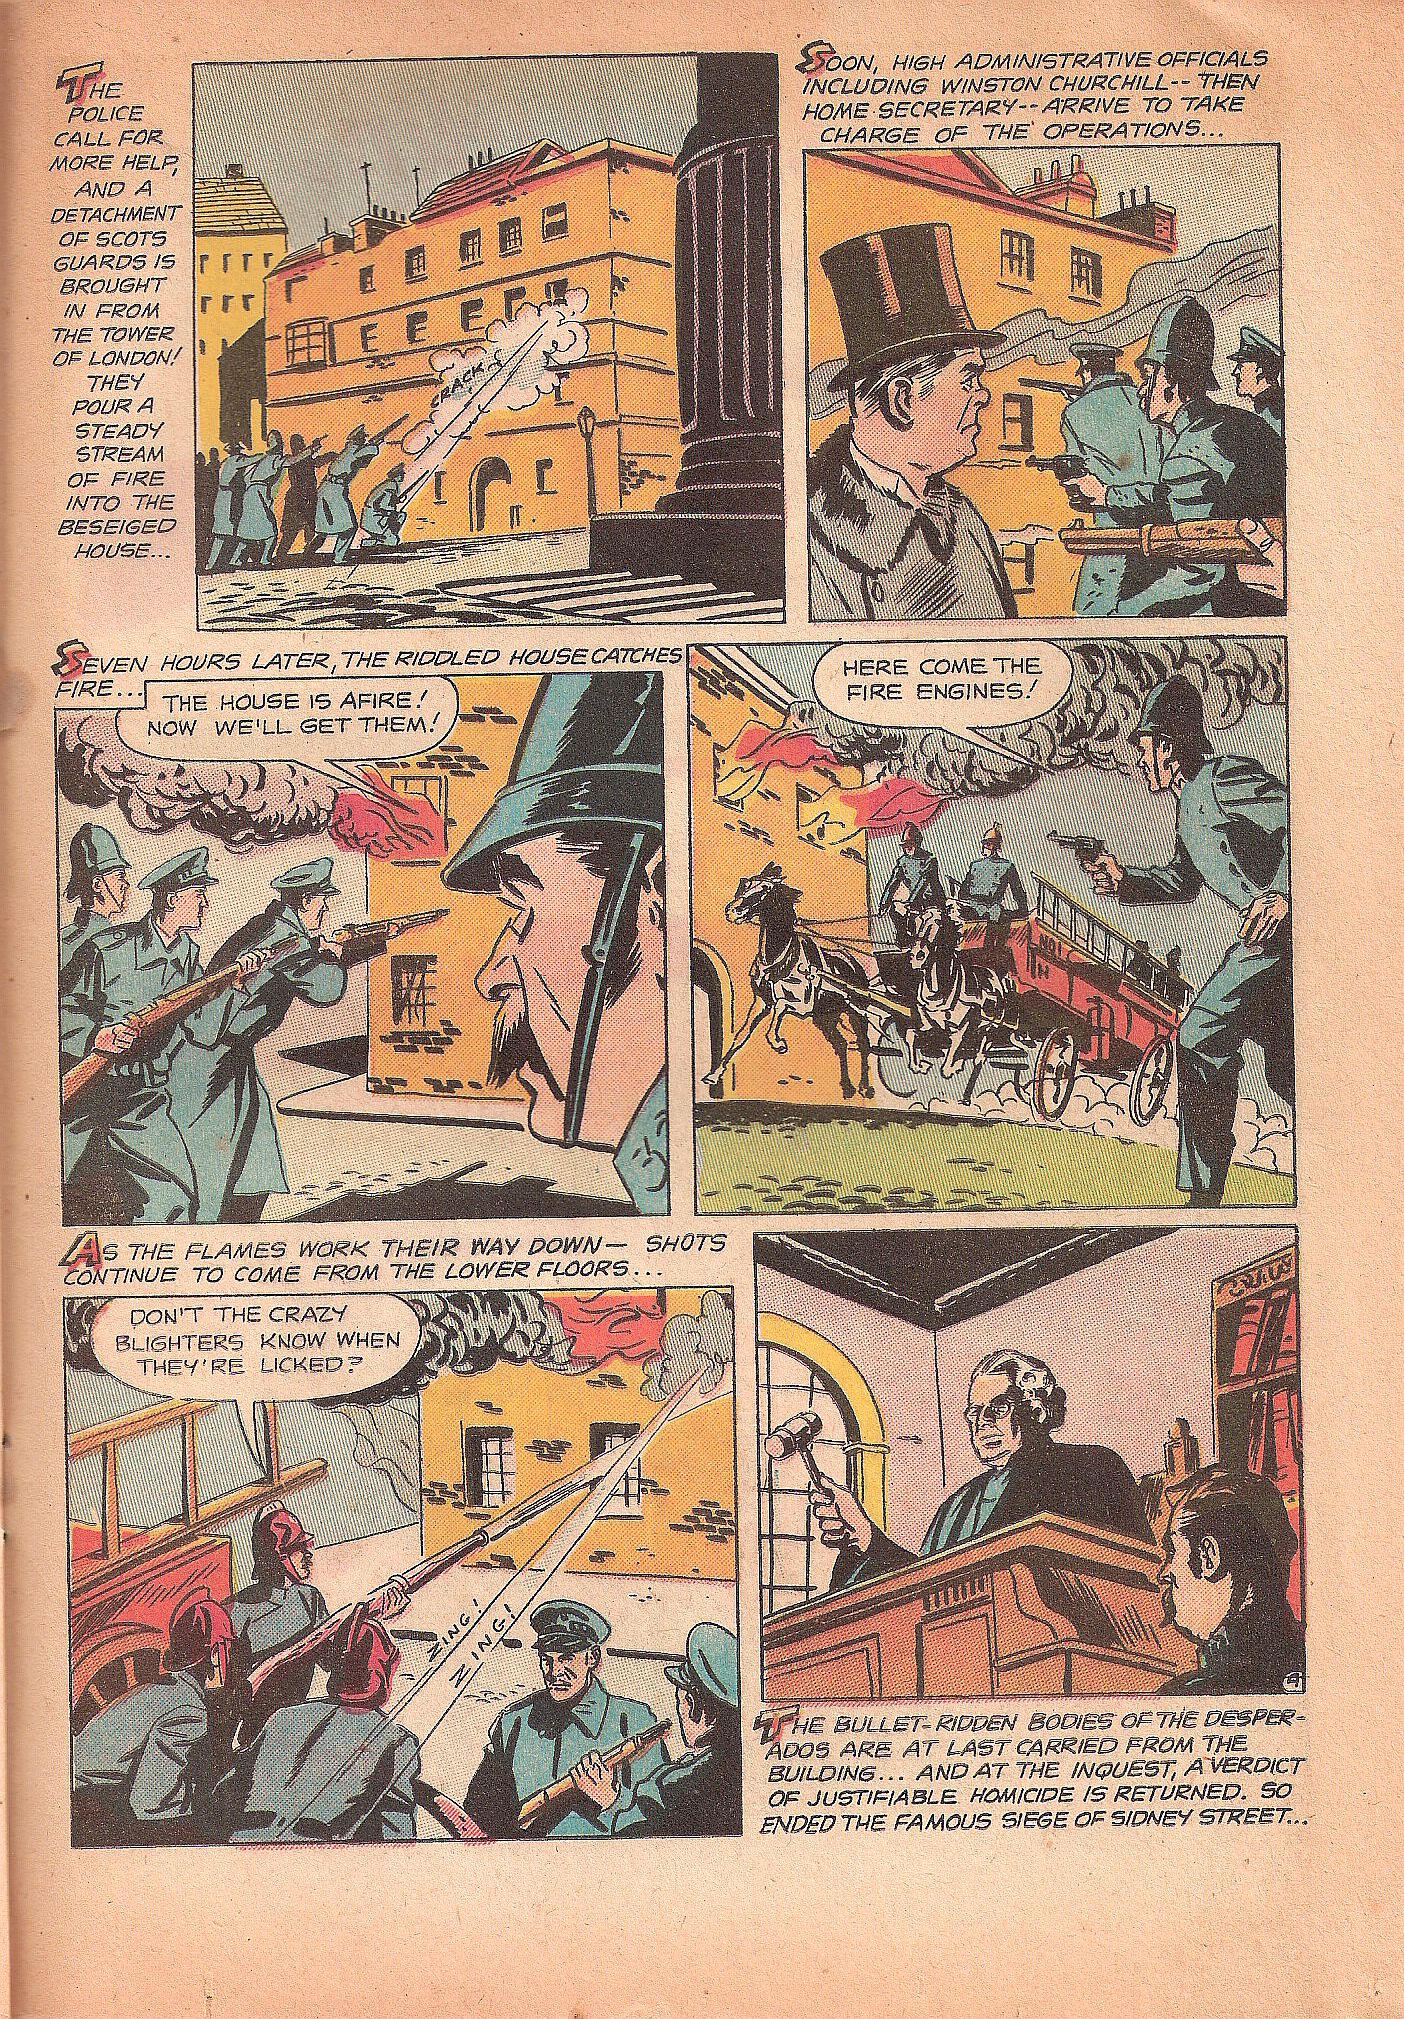 THE
POLICE
CALL FOR
MORE HELP,
AND A
DETACHMENT
OF SCOTS
GUARDS IS
BROUGHT
IN FROM
THE TOWER
OF LONDON!
THEY
POUR A
STEADY
STREAM
OF FIRE
INTO THE
BESEIGED
HOUSE...
CRACK
SOON, HIGH ADMINISTRATIVE OFFICIALS
INCLUDING WINSTON CHURCHILL -- THEN
HOME SECRETARY -- ARRIVE TO TAKE
CHARGE OF THE OPERATIONS...
SEVEN HOURS LATER, THE RIDDLED HOUSE CATCHES
FIRE...
THE HOUSE IS AFIRE!
NOW WE'LL GET THEM!
HERE COME THE
FIRE ENGINES!
NO.1
AS THE FLAMES WORK THEIR WAY DOWN — SHOTS
CONTINUE TO COME FROM THE LOWER FLOORS...
DON'T THE CRAZY
BLIGHTERS KNOW WHEN
THEY'RE LICKED?
ZING!
ZING!
4
THE BULLET-RIDDEN BODIES OF THE DESPER-
ADOS ARE AT LAST CARRIED FROM THE
BUILDING... AND AT THE INQUEST, A VERDICT
OF JUSTIFIABLE HOMICIDE IS RETURNED. SO
ENDED THE FAMOUS SIEGE OF SIDNEY STREET...